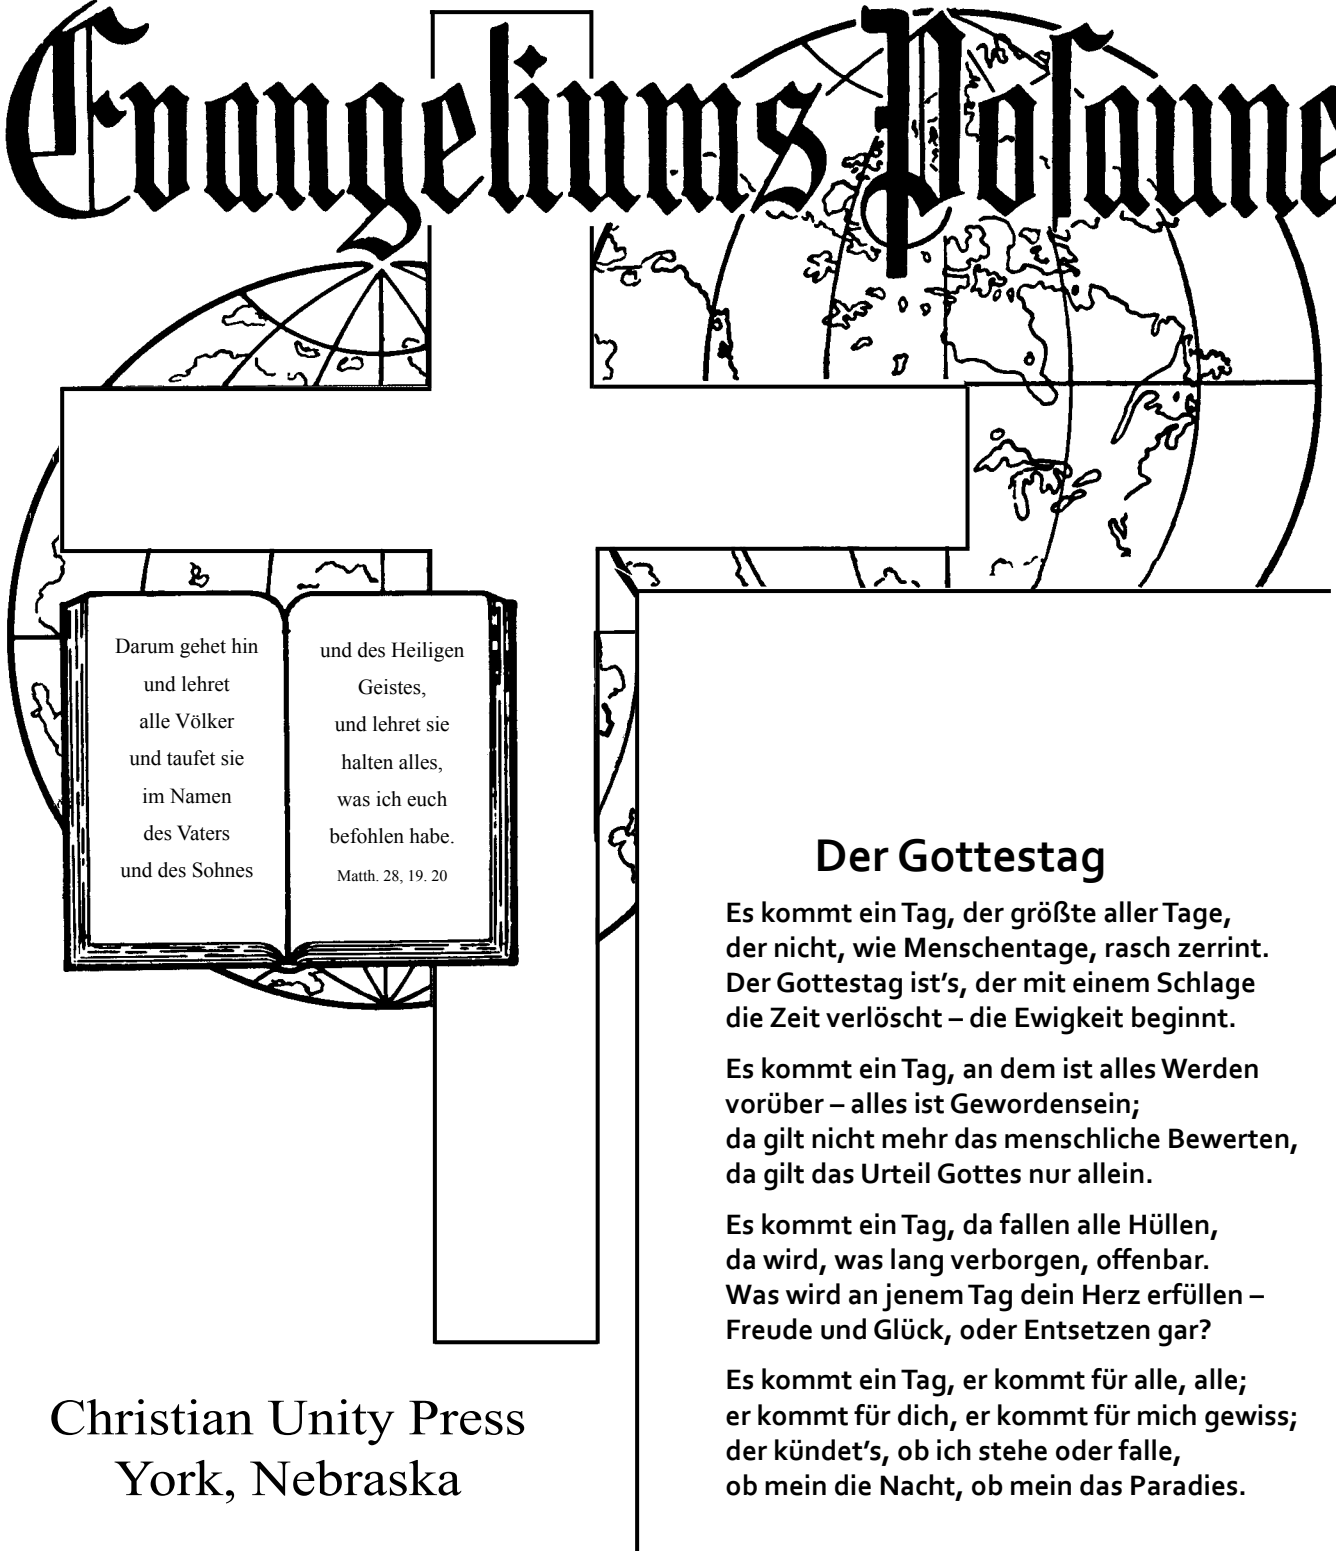 Evangeliums Posaune
Darum gehet hin
und lehret
alle Völker
und taufet sie
im Namen
des Vaters
und des Sohnes
und des Heiligen
Geistes,
und lehret sie
halten alles,
was ich euch
befohlen habe.
Matth. 28, 19. 20
Der Gottestag
Es kommt ein Tag, der größte aller Tage,
der nicht, wie Menschentage, rasch zerrint.
Der Gottestag ist’s, der mit einem Schlage
die Zeit verlöscht – die Ewigkeit beginnt.
Es kommt ein Tag, an dem ist alles Werden
vorüber – alles ist Gewordensein;
da gilt nicht mehr das menschliche Bewerten,
da gilt das Urteil Gottes nur allein.
Es kommt ein Tag, da fallen alle Hüllen,
da wird, was lang verborgen, offenbar.
Was wird an jenem Tag dein Herz erfüllen –
Freude und Glück, oder Entsetzen gar?
Es kommt ein Tag, er kommt für alle, alle;
er kommt für dich, er kommt für mich gewiss;
der kündet’s, ob ich stehe oder falle,
ob mein die Nacht, ob mein das Paradies.
Christian Unity Press
York, Nebraska